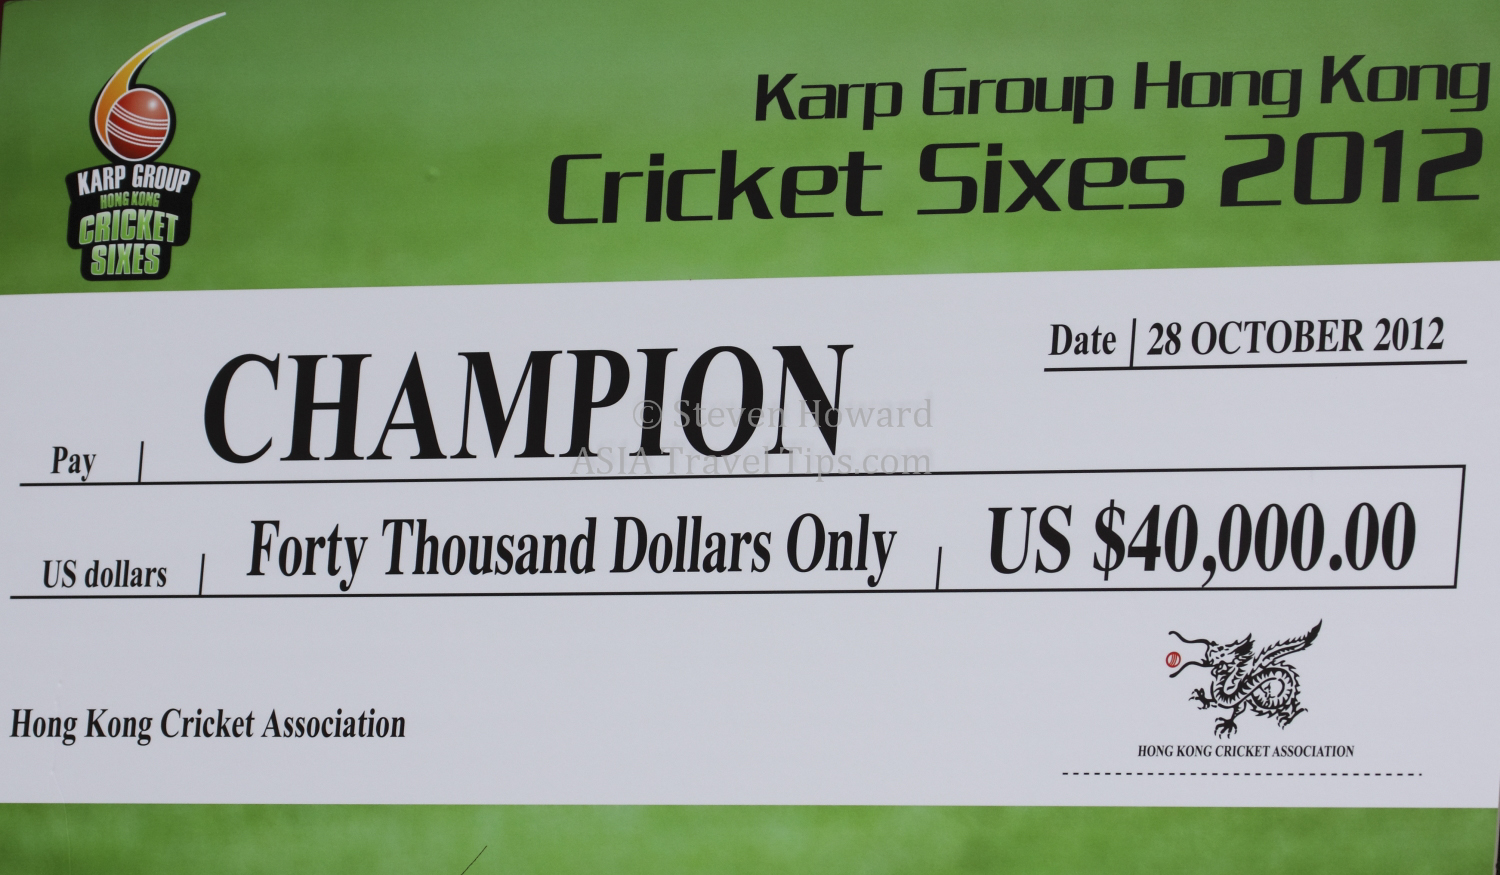 KARP GROUP
HONG KONG
CRICKET
SIXES
Karp Group Hong Kong
Cricket Sixes 2012
Date 28 OCTOBER 2012
Pay CHAMPION
© Steven Howard
ASIA Travel Tips.com
US dollars Forty Thousand Dollars Only US $40,000.00
Hong Kong Cricket Association
HONG KONG CRICKET ASSOCIATION